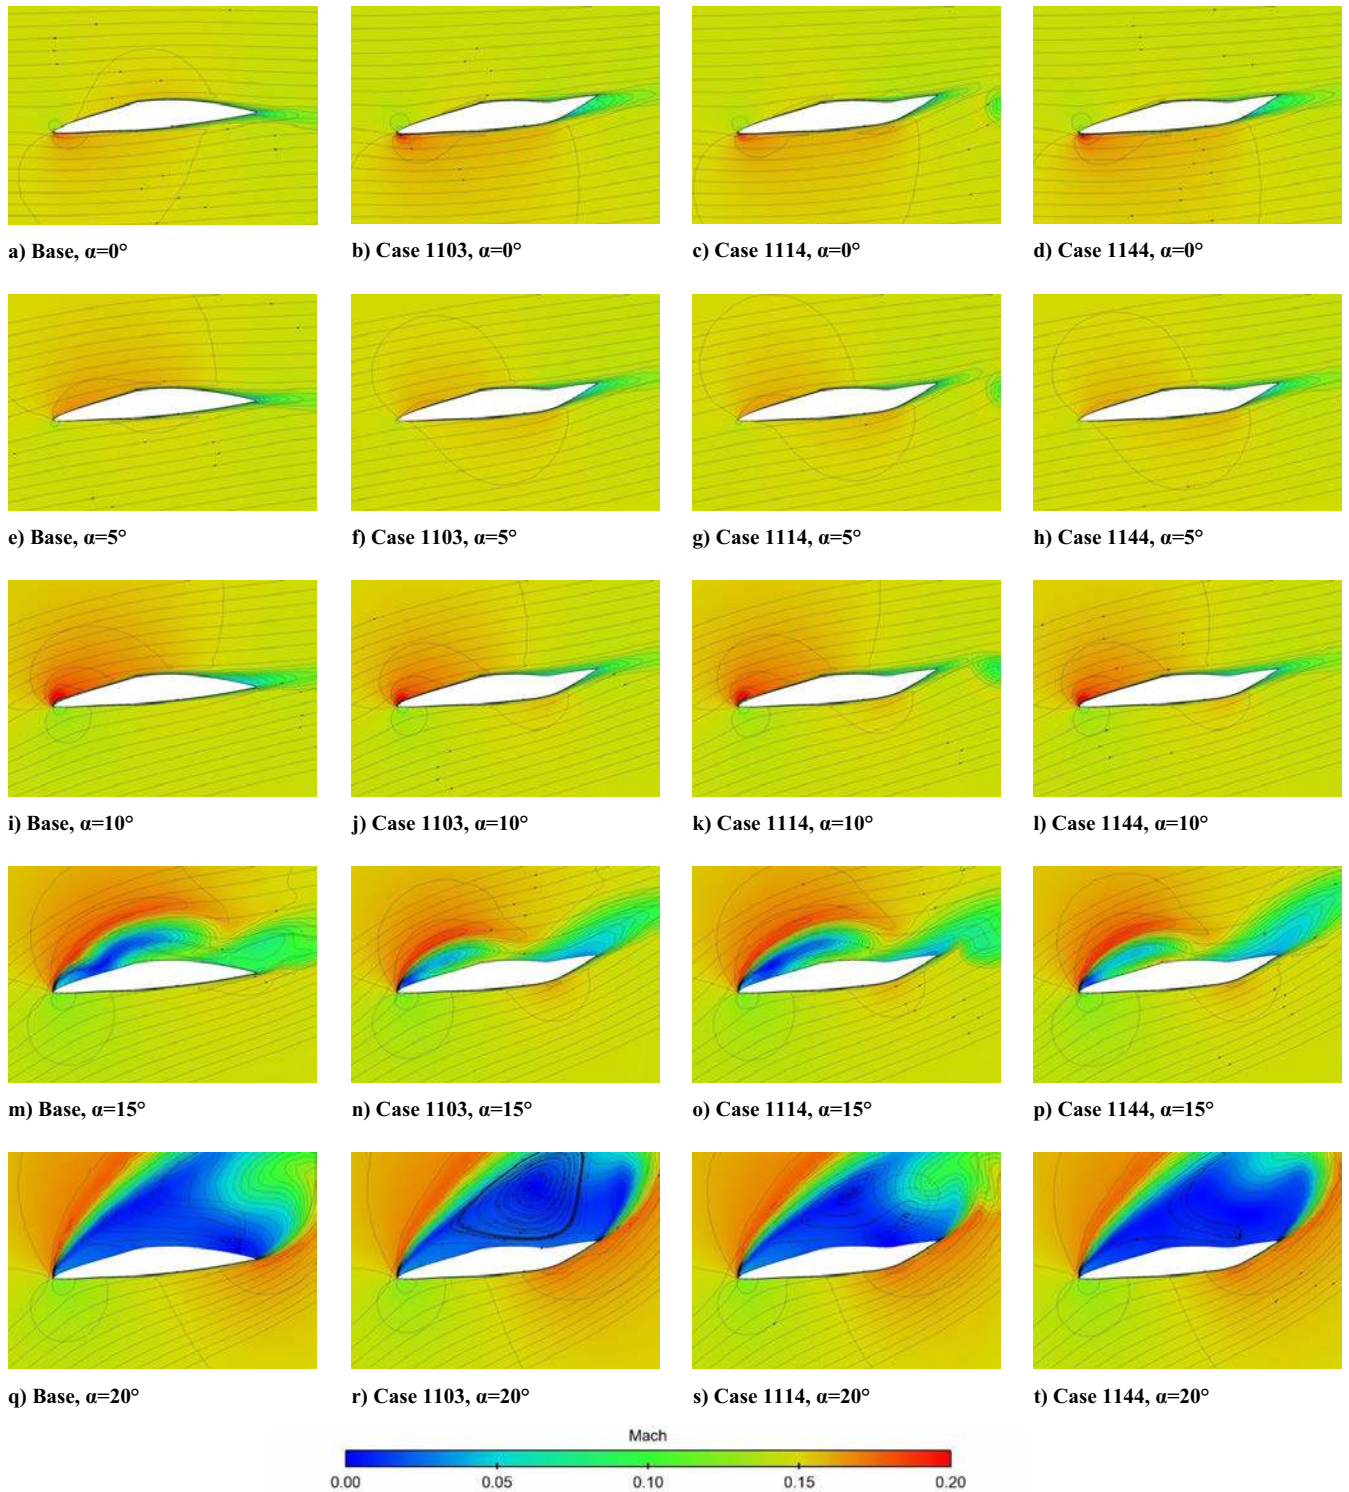 a) Base, α=0°
b) Case 1103, α=0°
c) Case 1114, α=0°
d) Case 1144, α=0°
e) Base, α=5°
f) Case 1103, α=5°
g) Case 1114, α=5°
h) Case 1144, α=5°
i) Base, α=10°
j) Case 1103, α=10°
k) Case 1114, α=10°
l) Case 1144, α=10°
m) Base, α=15°
n) Case 1103, α=15°
o) Case 1114, α=15°
p) Case 1144, α=15°
q) Base, α=20°
r) Case 1103, α=20°
s) Case 1114, α=20°
t) Case 1144, α=20°
Mach
0.00 0.05 0.10 0.15 0.20